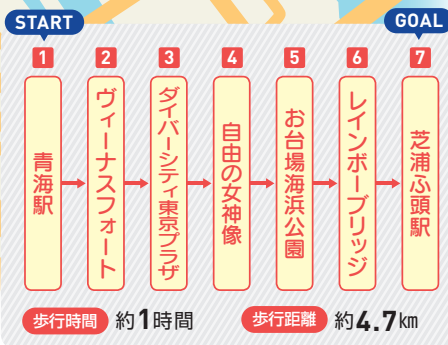 START
GOAL
1
青海駅
2
ヴィーナスフォート
3
ダイバーシティ東京プラザ
4
自由の女神像
5
お台場海浜公園
6
レインボーブリッジ
7
芝浦ふ頭駅
歩行時間 約1時間
歩行距離 約4.7km